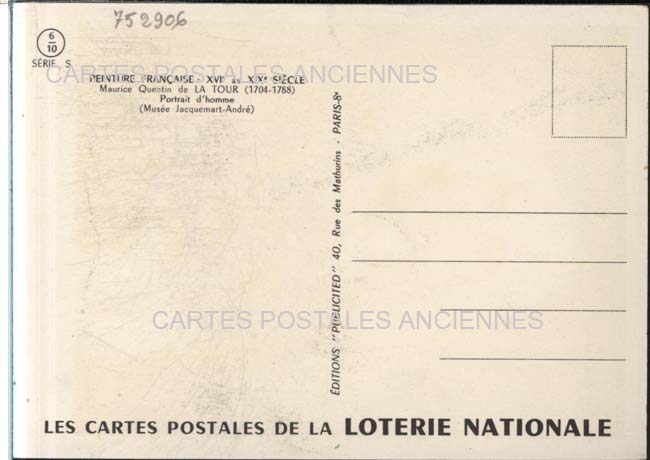 752906
6
10
SÉRIE S
CARTES POSTALES ANCIENNES
PEINTURE FRANÇAISE - XVIIe au XIXe SIÈCLE
Maurice Quentin de LA TOUR (1704-1788)
Portrait d'homme
(Musée Jacquemart-André)
ÉDITIONS "PUBLICITED" 40, Rue des Mathurins - PARIS-8e
CARTES POSTALES ANCIENNES
LES CARTES POSTALES DE LA LOTERIE NATIONALE